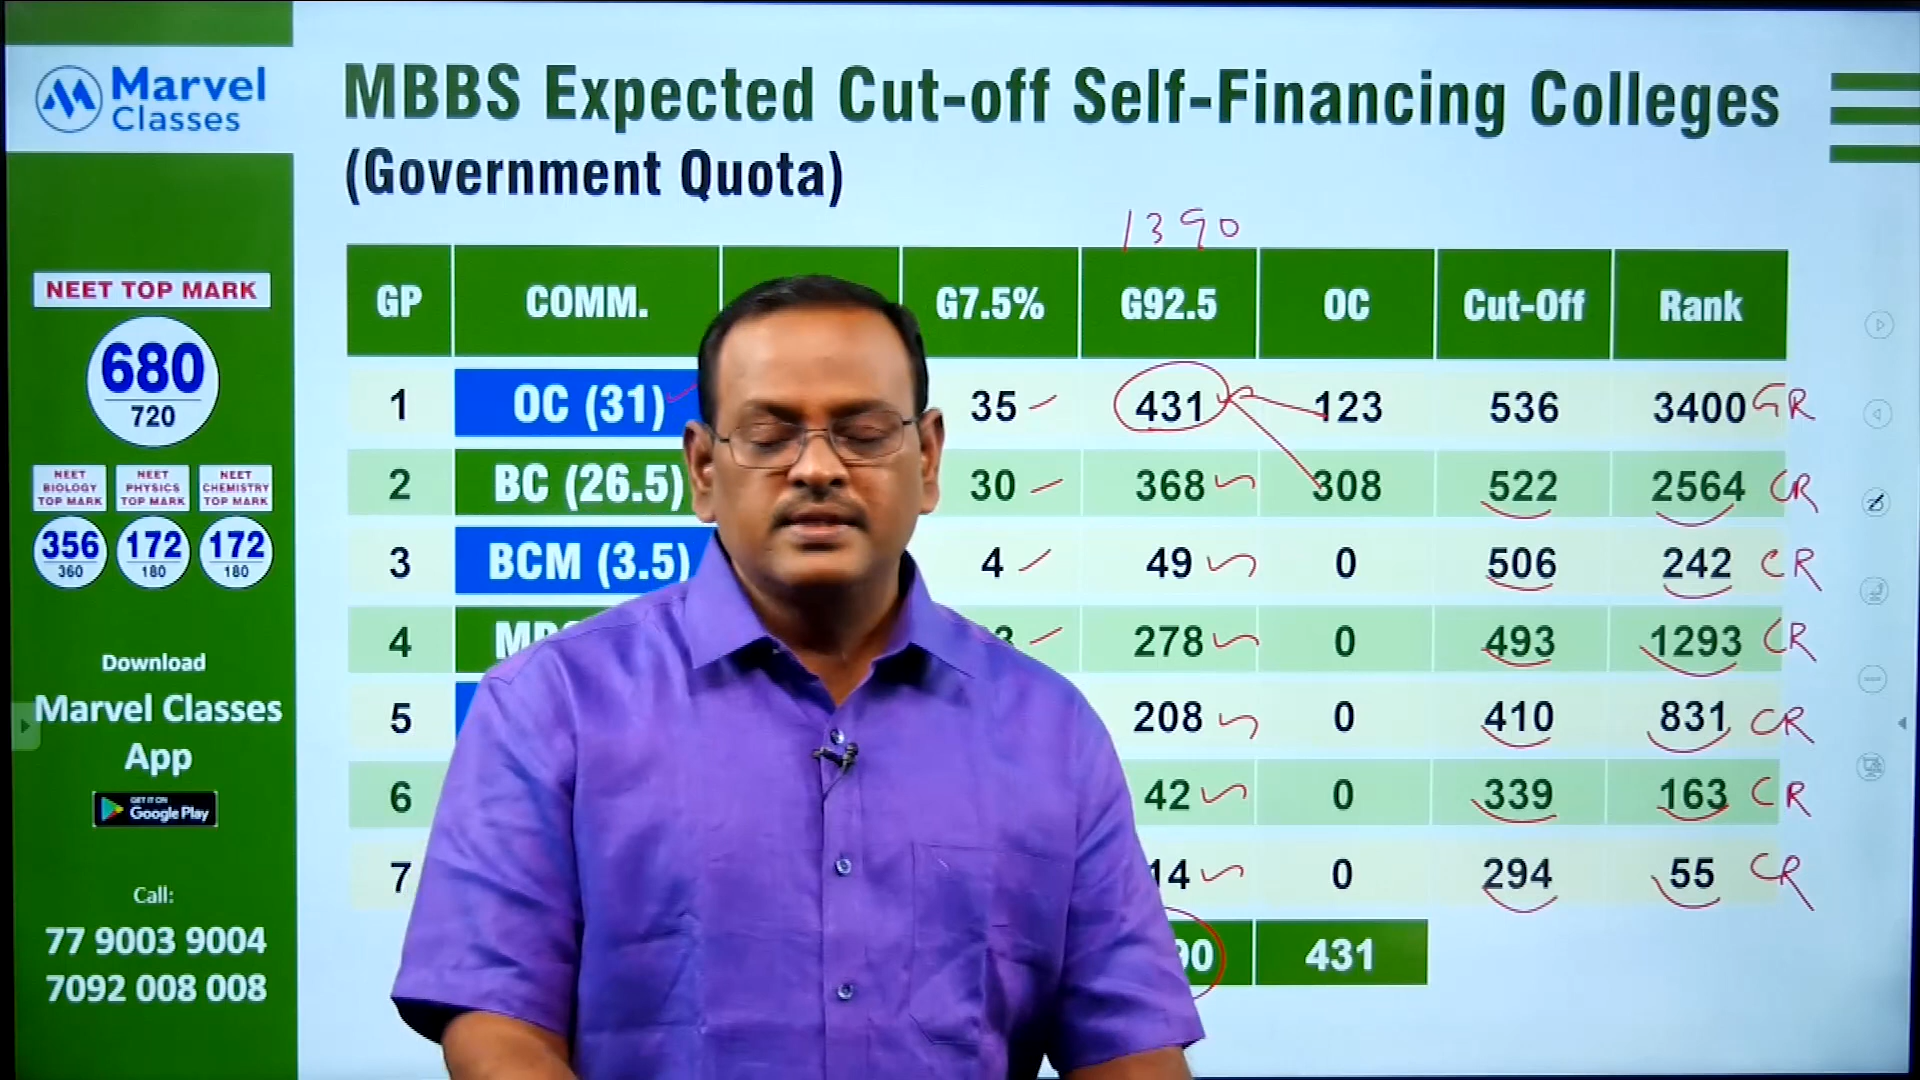 Marvel
Classes
MBBS Expected Cut-off Self-Financing Colleges
(Government Quota)
1390
NEET TOP MARK
680
720
NEET BIOLOGY TOP MARK
NEET PHYSICS TOP MARK
NEET CHEMISTRY TOP MARK
356 172 172
360 180 180
Download
Marvel Classes
App
GET IT ON
Google Play
Call:
77 9003 9004
7092 008 008
GP COMM. G7.5% G92.5 OC Cut-Off Rank
1 OC (31) 35 431 123 536 3400 GR
2 BC (26.5) 30 368 308 522 2564 CR
3 BCM (3.5) 4 49 0 506 242 CR
4 278 0 493 1293 CR
5 208 0 410 831 CR
6 42 0 339 163 CR
7 14 0 294 55 CR
431